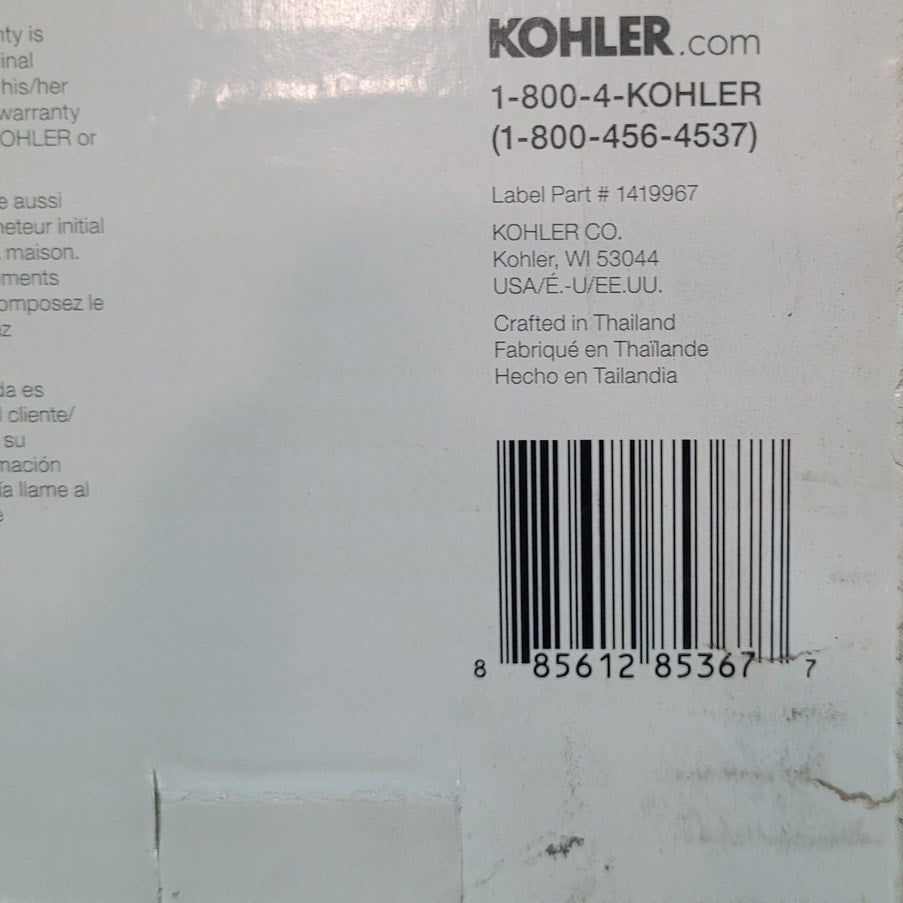 nty is
inal
his/her
warranty
OHLER or
e aussi
heteur initial
maison.
ments
omposez le
ez
da es
l cliente/
su
mación
ía llame al
e
KOHLER.com
1-800-4-KOHLER
(1-800-456-4537)
Label Part # 1419967
KOHLER CO.
Kohler, WI 53044
USA/É.-U/EE.UU.
Crafted in Thailand
Fabriqué en Thaïlande
Hecho en Tailandia
8 85612 85367 7